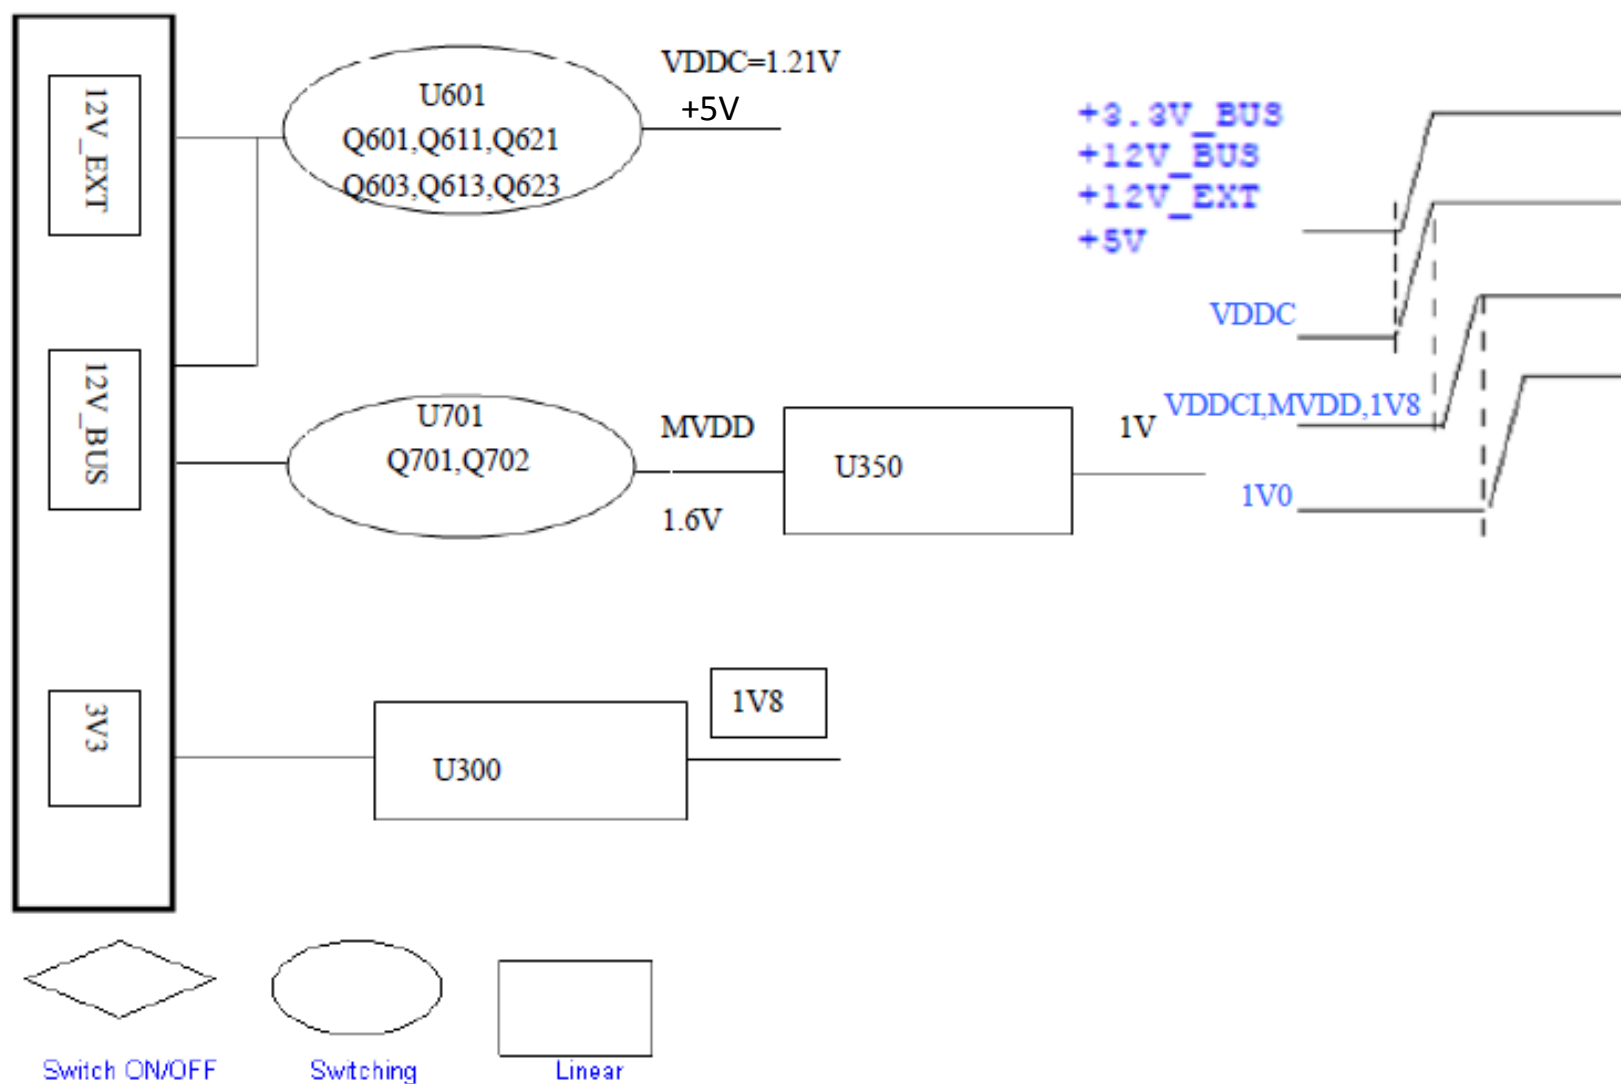 12V_EXT
12V_BUS
3V3
U601
Q601,Q611,Q621
Q603,Q613,Q623
VDDC=1.21V
+5V
U701
Q701,Q702
MVDD
1.6V
U350
1V
U300
1V8
+3.3V_BUS
+12V_BUS
+12V_EXT
+5V
VDDC
VDDCI,MVDD,1V8
1V0
Switch ON/OFF
Switching
Linear